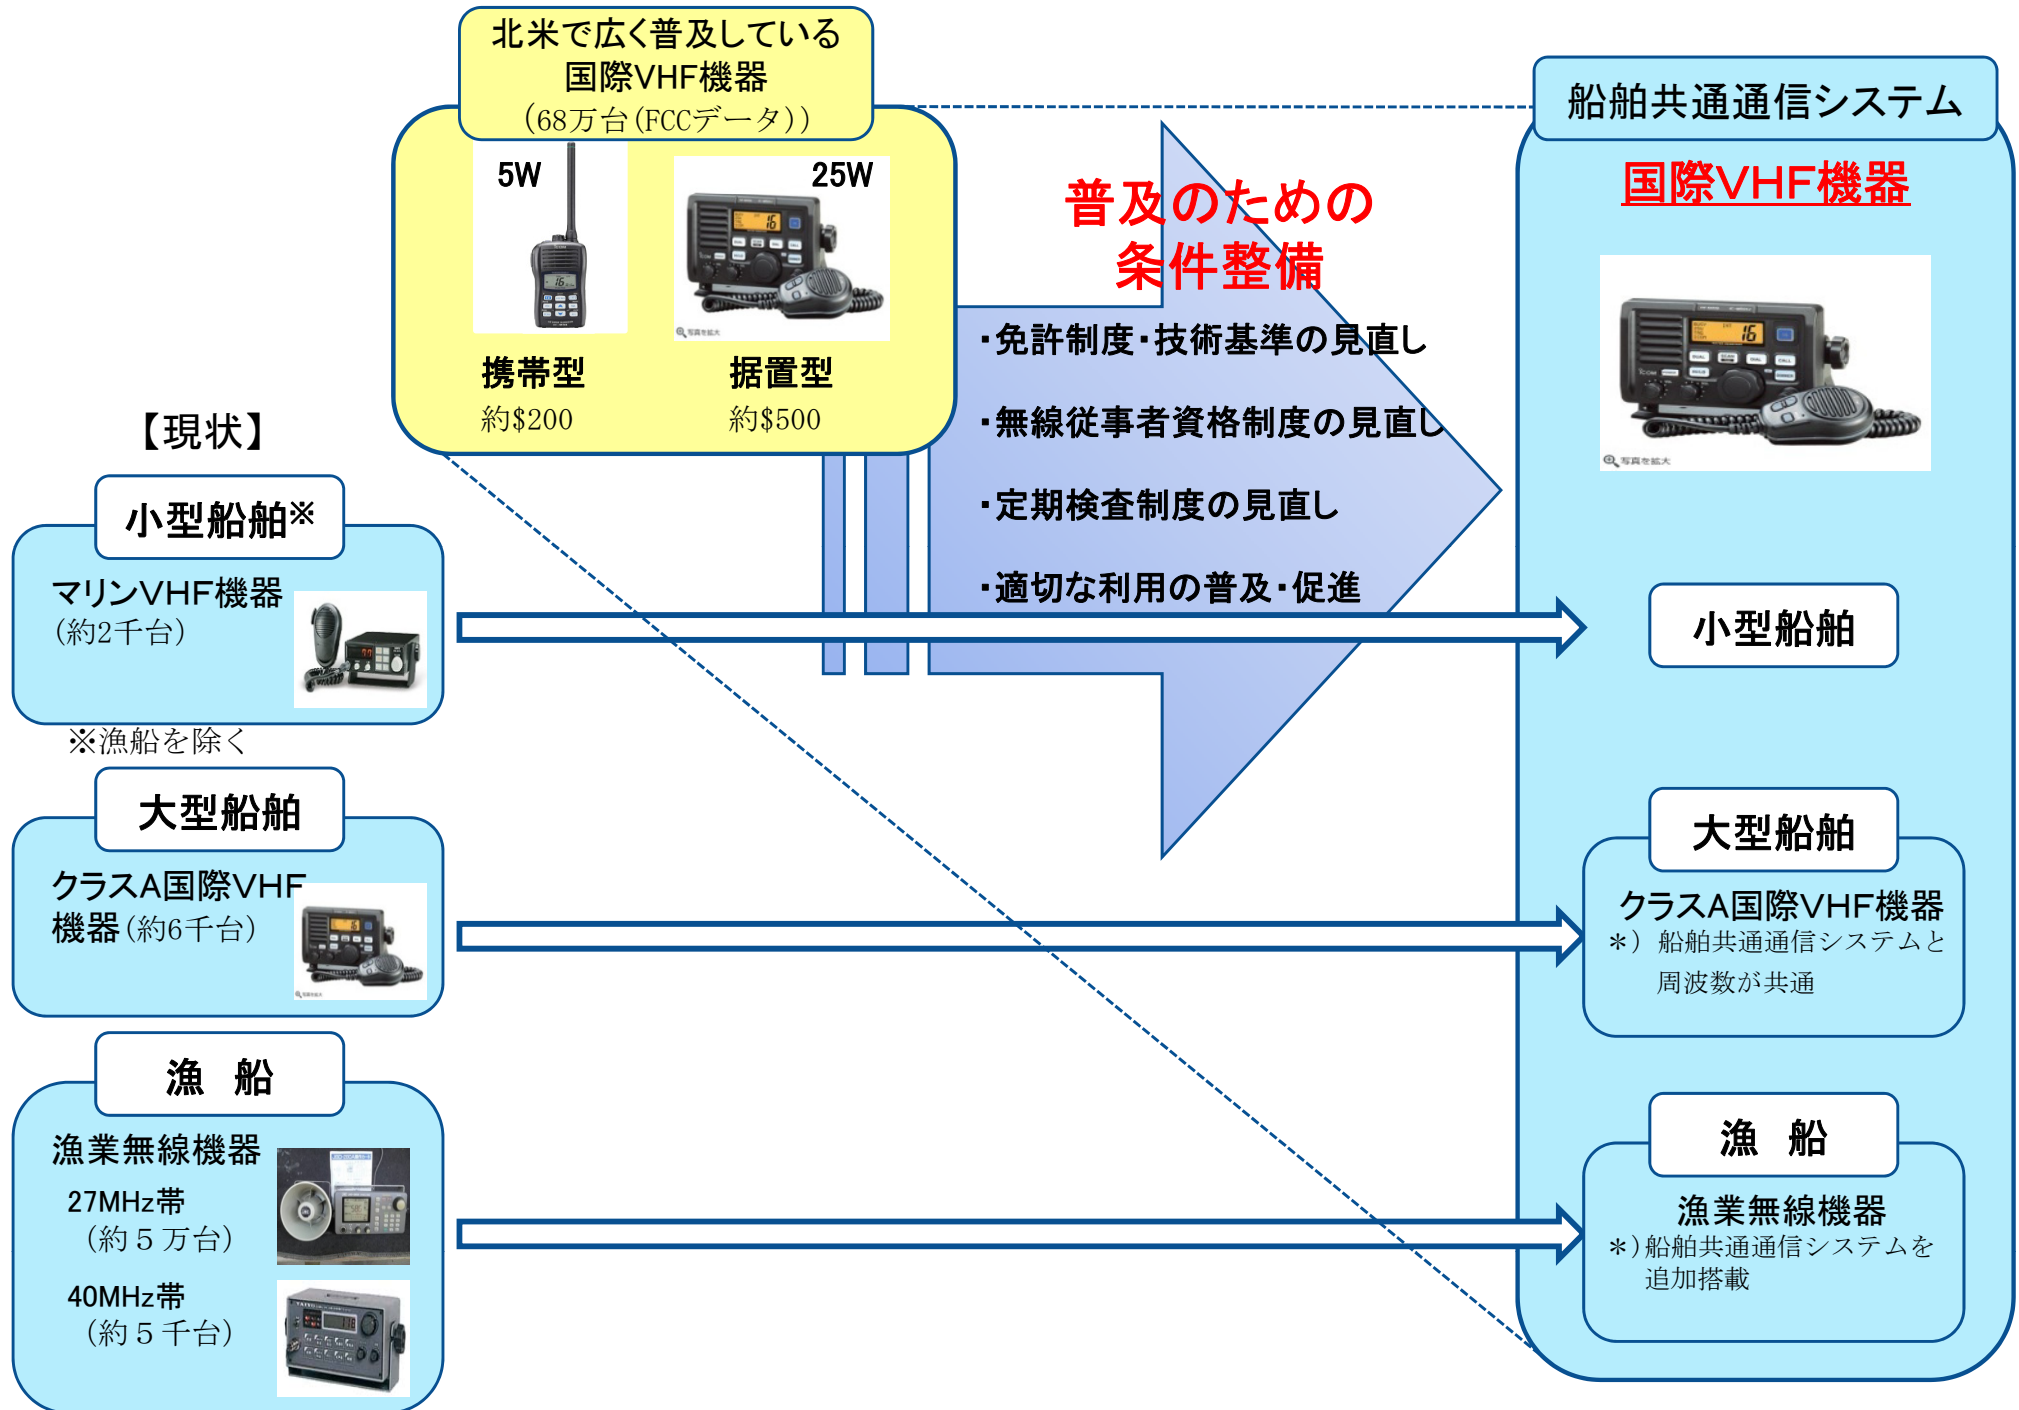 北米で広く普及している
国際VHF機器
(68万台(FCCデータ))
5W
25W
写真を拡大
携帯型
約$200
据置型
約$500
普及のための
条件整備
・免許制度・技術基準の見直し
・無線従事者資格制度の見直し
・定期検査制度の見直し
・適切な利用の普及・促進
【現状】
小型船舶※
マリンVHF機器
(約2千台)
※漁船を除く
大型船舶
クラスA国際VHF
機器(約6千台)
漁 船
漁業無線機器
27MHz帯
(約5万台)
40MHz帯
(約5千台)
船舶共通通信システム
国際VHF機器
16
ICOM
写真を拡大
小型船舶
大型船舶
クラスA国際VHF機器
*) 船舶共通通信システムと
周波数が共通
漁 船
漁業無線機器
*)船舶共通通信システムを
追加搭載